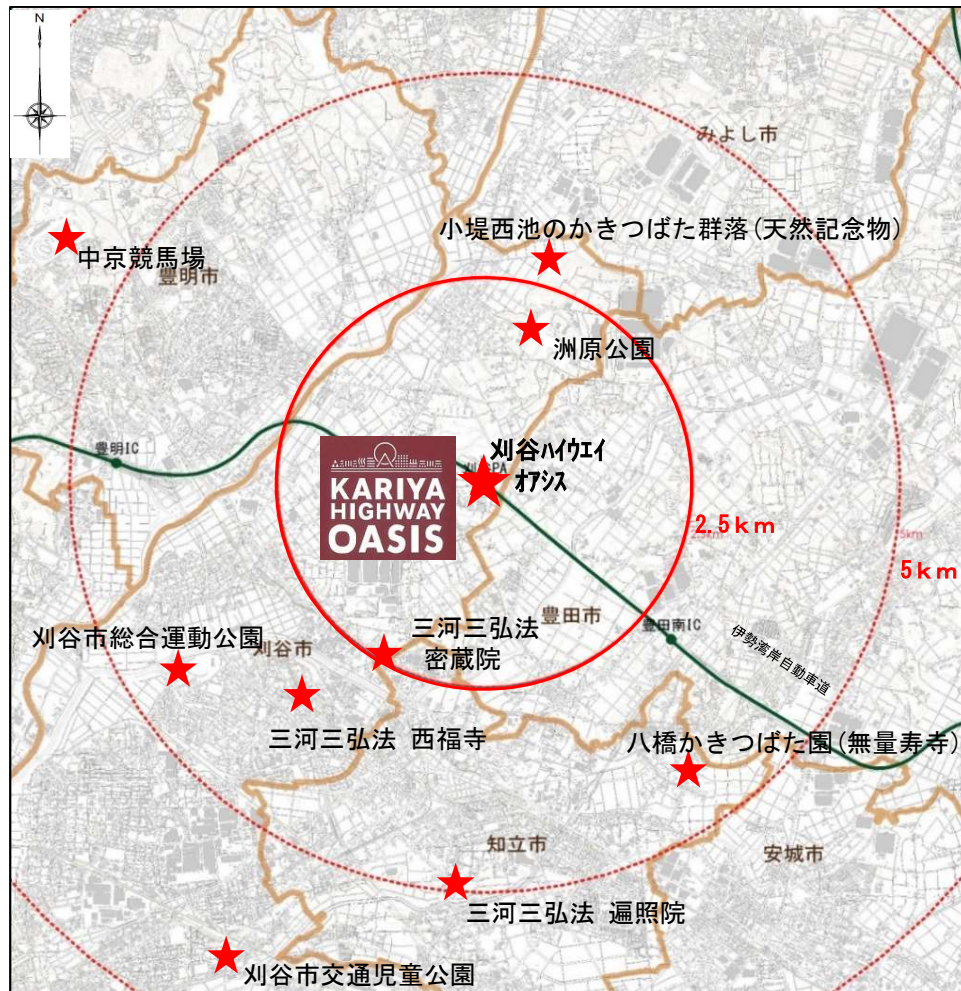 N
みよし市
小堤西池のかきつばた群落(天然記念物)
中京競馬場
豊明市
洲原公園
豊明IC
刈谷ﾊｲｳｴｲ
ｵｱｼｽ
KARIYA
HIGHWAY
OASIS
2.5km
2.5km
5km
5km
豊田市
豊田南IC
伊勢湾岸自動車道
三河三弘法
密蔵院
刈谷市総合運動公園
刈谷市
三河三弘法 西福寺
八橋かきつばた園(無量寿寺)
知立市
安城市
三河三弘法 遍照院
刈谷市交通児童公園